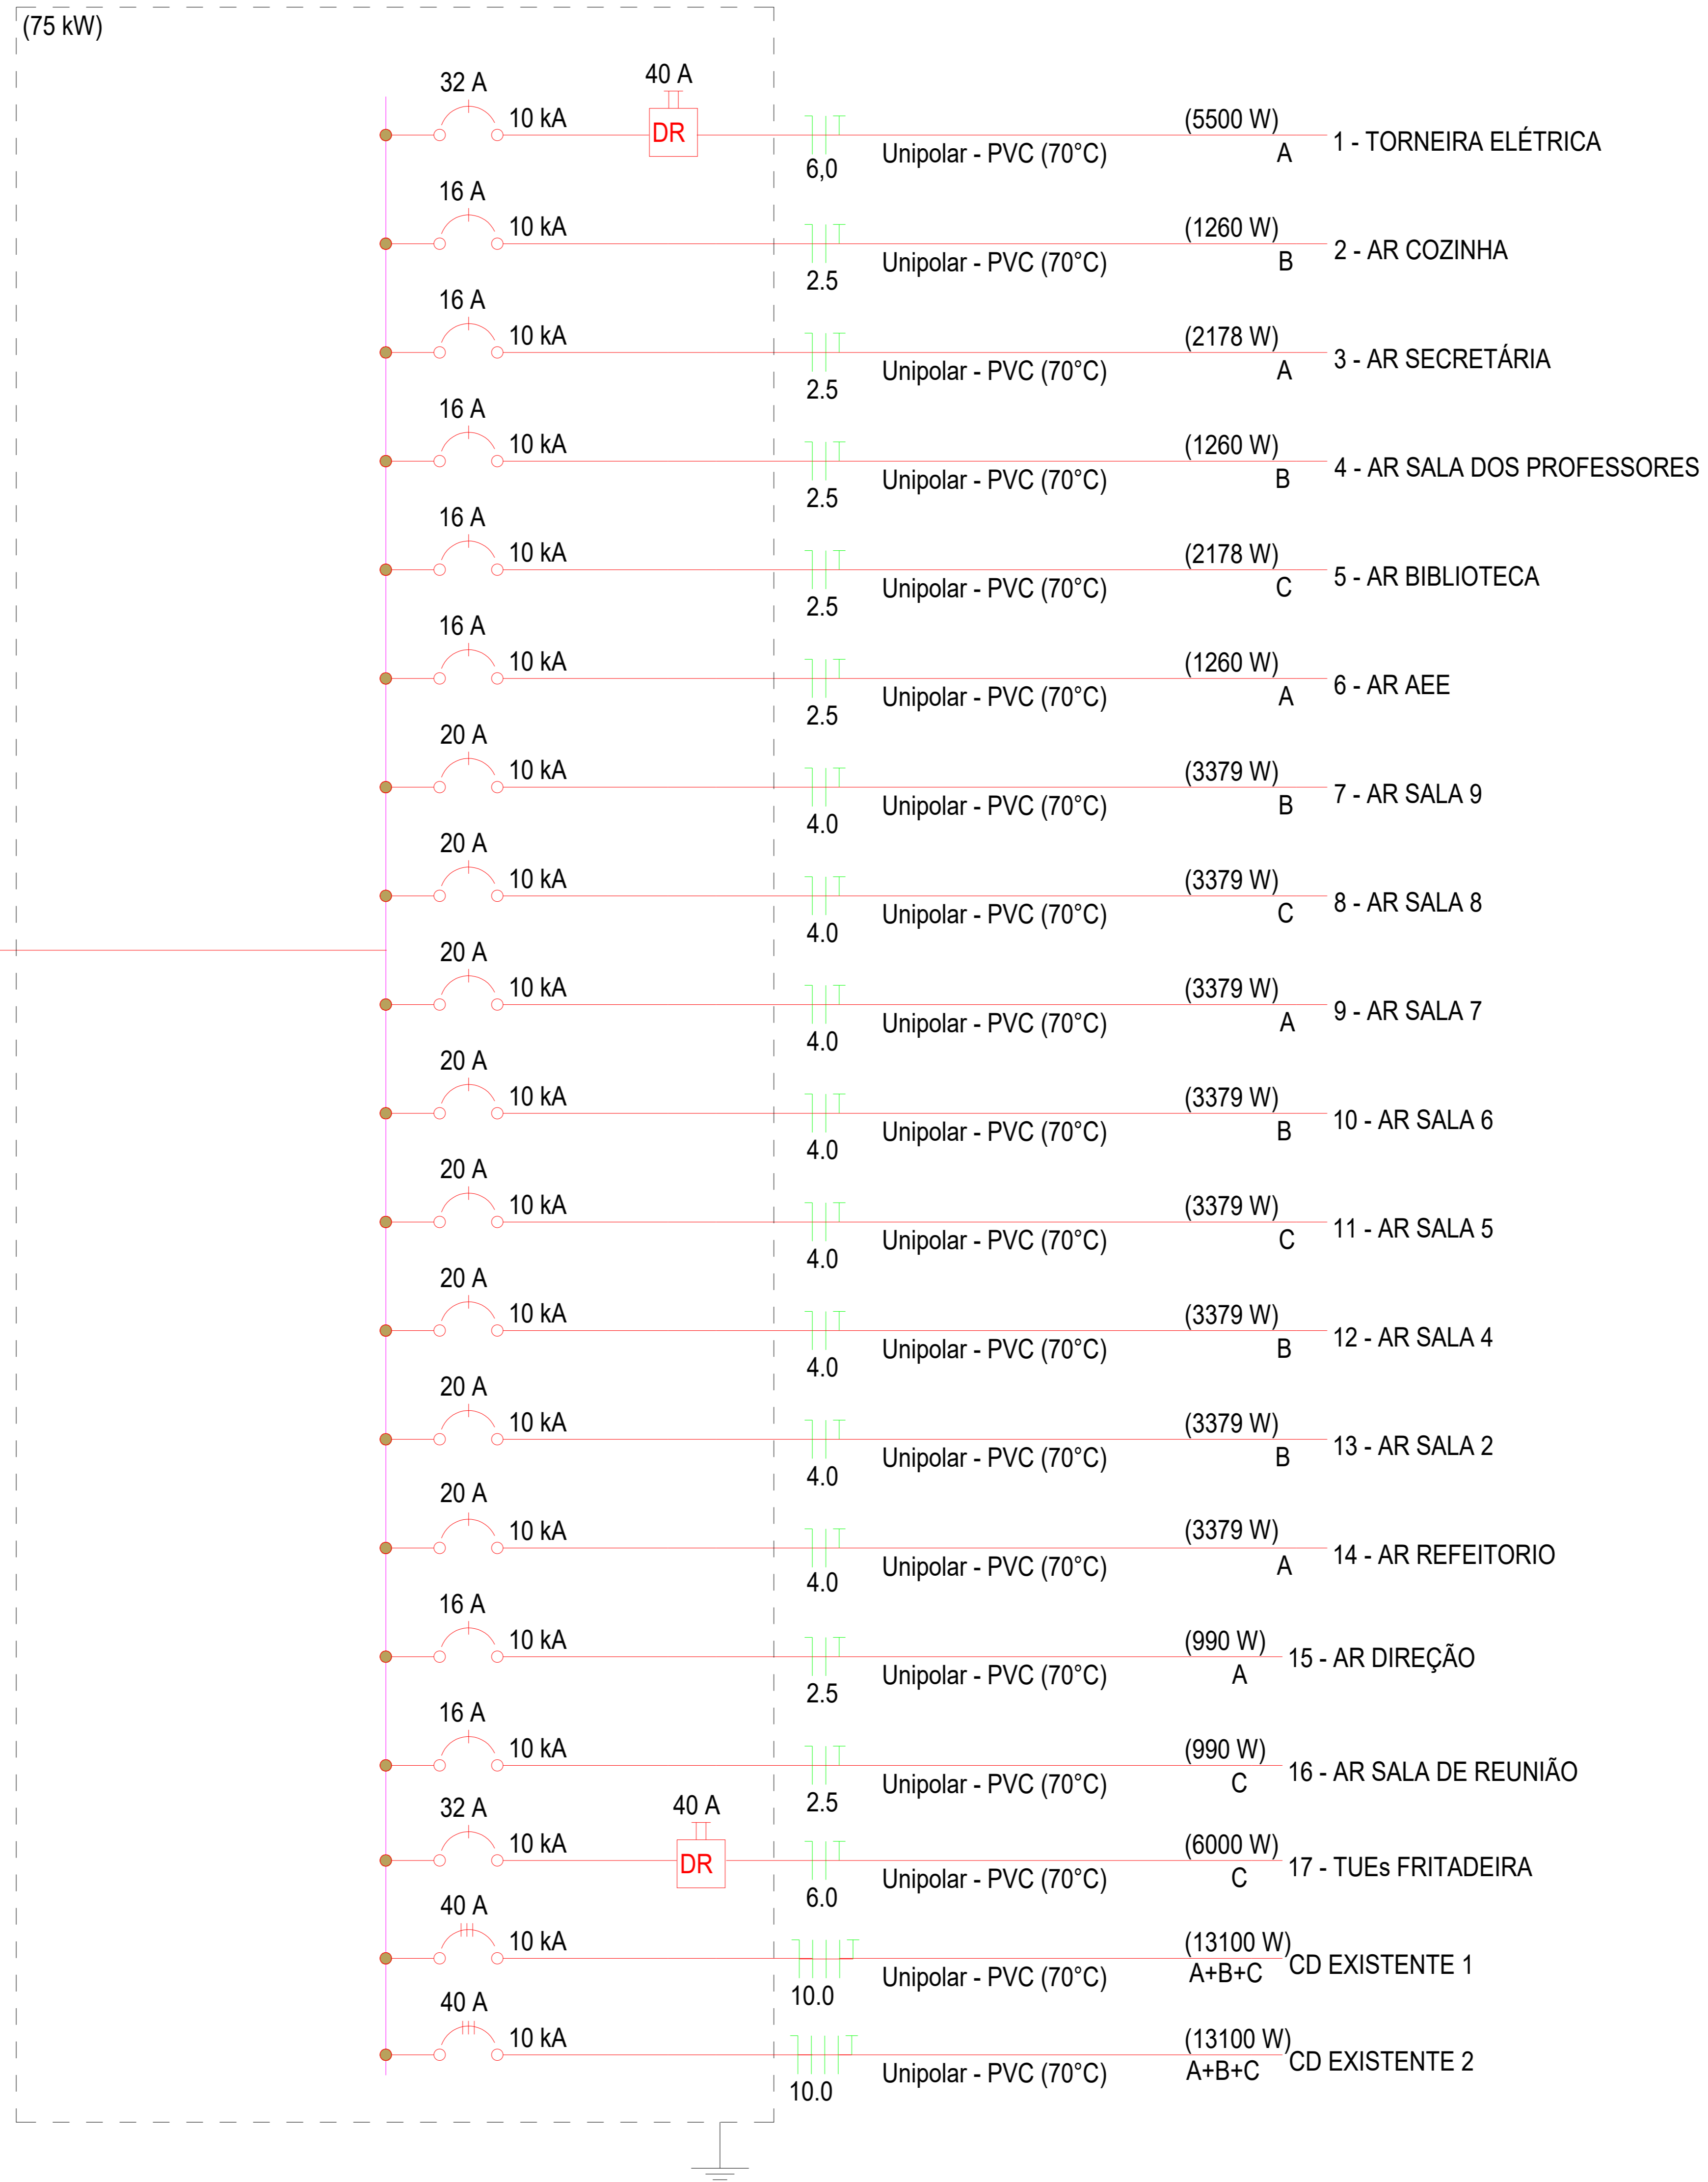 (75 kW)
32 A
10 kA
40 A
DR
6,0
Unipolar - PVC (70°C)
(5500 W)
A
1 - TORNEIRA ELÉTRICA
16 A
10 kA
2.5
Unipolar - PVC (70°C)
(1260 W)
B
2 - AR COZINHA
16 A
10 kA
2.5
Unipolar - PVC (70°C)
(2178 W)
A
3 - AR SECRETÁRIA
16 A
10 kA
2.5
Unipolar - PVC (70°C)
(1260 W)
B
4 - AR SALA DOS PROFESSORES
16 A
10 kA
2.5
Unipolar - PVC (70°C)
(2178 W)
C
5 - AR BIBLIOTECA
16 A
10 kA
2.5
Unipolar - PVC (70°C)
(1260 W)
A
6 - AR AEE
20 A
10 kA
4.0
Unipolar - PVC (70°C)
(3379 W)
B
7 - AR SALA 9
20 A
10 kA
4.0
Unipolar - PVC (70°C)
(3379 W)
C
8 - AR SALA 8
20 A
10 kA
4.0
Unipolar - PVC (70°C)
(3379 W)
A
9 - AR SALA 7
20 A
10 kA
4.0
Unipolar - PVC (70°C)
(3379 W)
B
10 - AR SALA 6
20 A
10 kA
4.0
Unipolar - PVC (70°C)
(3379 W)
C
11 - AR SALA 5
20 A
10 kA
4.0
Unipolar - PVC (70°C)
(3379 W)
B
12 - AR SALA 4
20 A
10 kA
4.0
Unipolar - PVC (70°C)
(3379 W)
B
13 - AR SALA 2
20 A
10 kA
4.0
Unipolar - PVC (70°C)
(3379 W)
A
14 - AR REFEITORIO
16 A
10 kA
2.5
Unipolar - PVC (70°C)
(990 W)
A
15 - AR DIREÇÃO
16 A
10 kA
2.5
Unipolar - PVC (70°C)
(990 W)
C
16 - AR SALA DE REUNIÃO
32 A
10 kA
40 A
DR
6.0
Unipolar - PVC (70°C)
(6000 W)
C
17 - TUEs FRITADEIRA
40 A
10 kA
10.0
Unipolar - PVC (70°C)
(13100 W)
A+B+C
CD EXISTENTE 1
40 A
10 kA
10.0
Unipolar - PVC (70°C)
(13100 W)
A+B+C
CD EXISTENTE 2